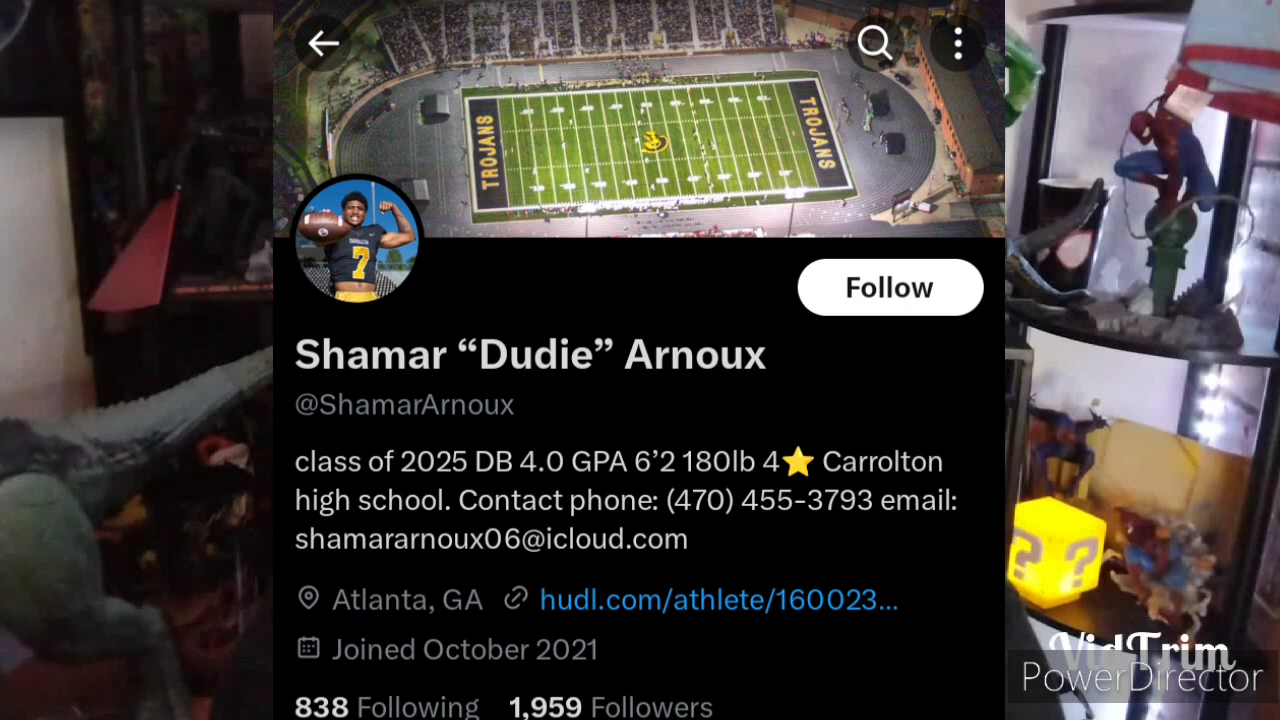 TROJANS
TROJANS
7
Follow
Shamar “Dudie” Arnoux
@ShamarArnoux
class of 2025 DB 4.0 GPA 6’2 180lb 4⭐ Carrolton
high school. Contact phone: (470) 455-3793 email:
shamararnoux06@icloud.com
Atlanta, GA hudl.com/athlete/160023...
Joined October 2021
838 Following 1,959 Followers
? ?
VidTrim
PowerDirector